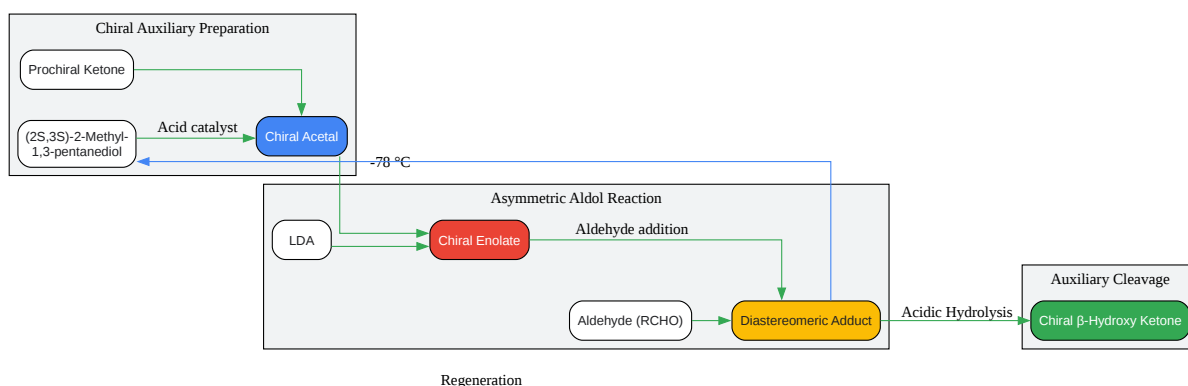 Chiral Auxiliary Preparation
Prochiral Ketone
(2S,3S)-2-Methyl-
1,3-pentanediol
Acid catalyst
Chiral Acetal
-78 °C
Asymmetric Aldol Reaction
LDA
Chiral Enolate
Aldehyde addition
Aldehyde (RCHO)
Diastereomeric Adduct
Acidic Hydrolysis
Auxiliary Cleavage
Chiral β-Hydroxy Ketone
Regeneration